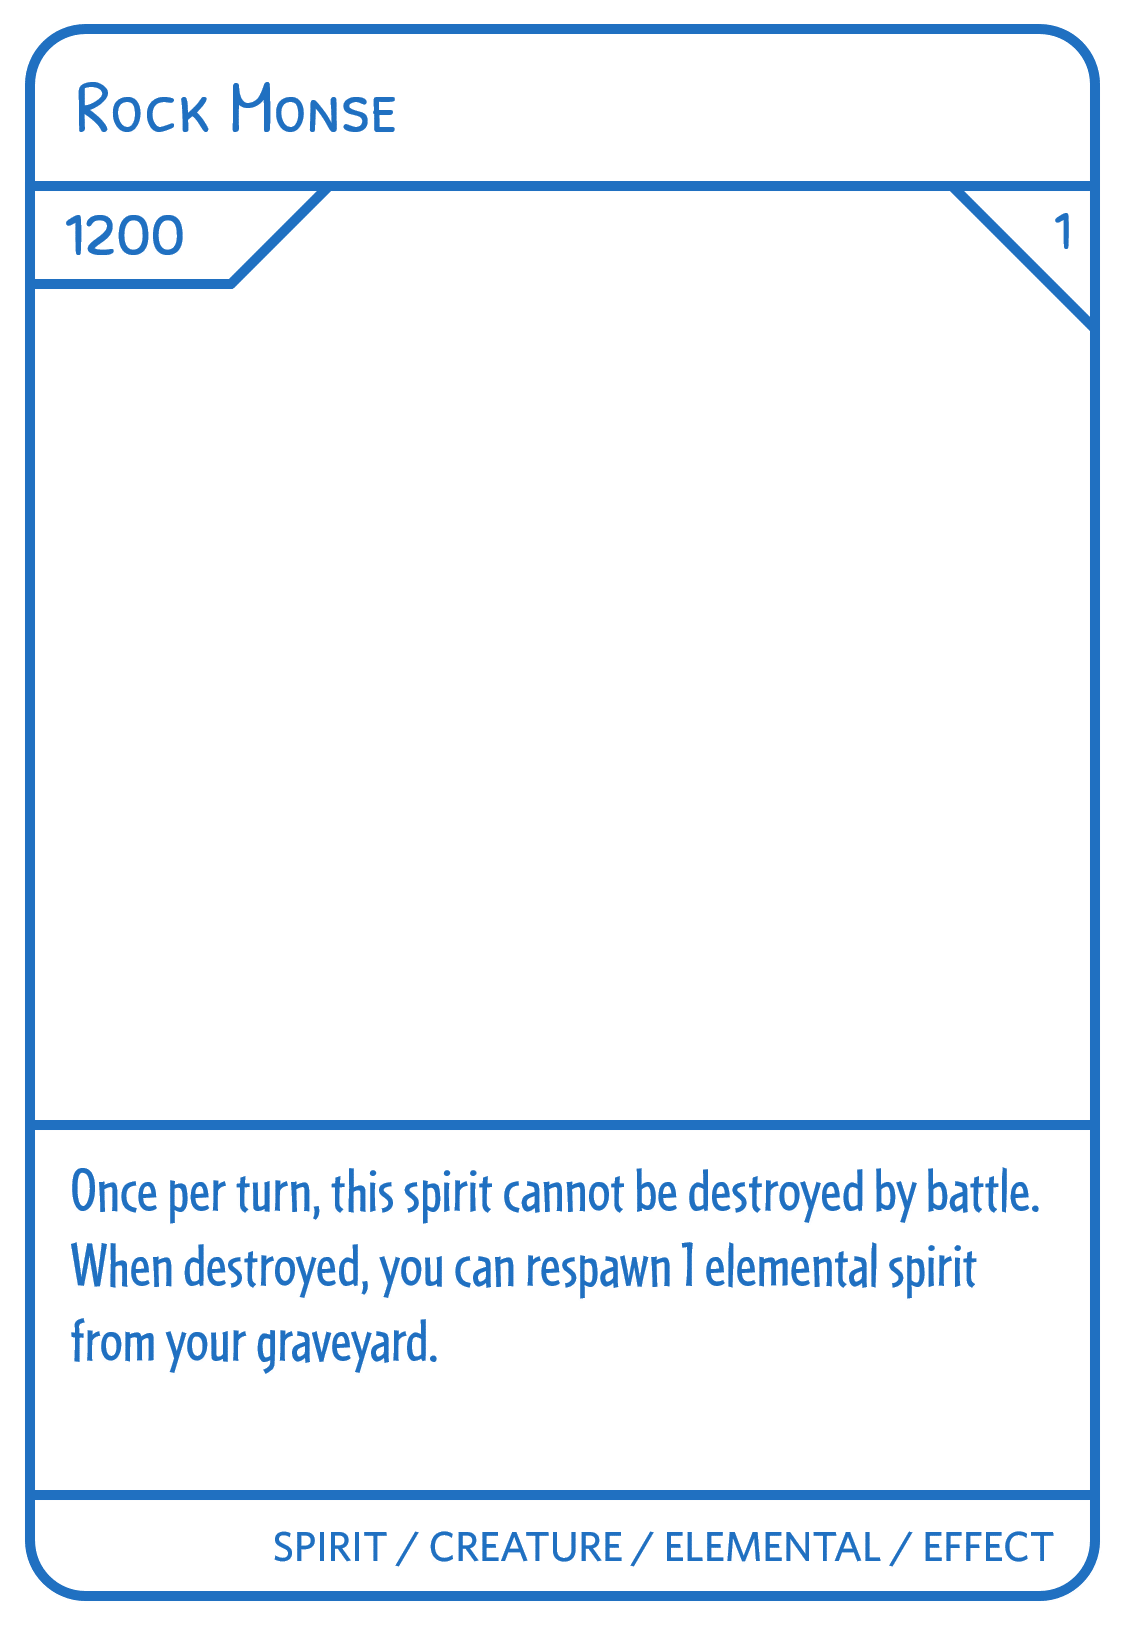 Rock Monse
1200
1
Once per turn, this spirit cannot be destroyed by battle.
When destroyed, you can respawn 1 elemental spirit
from your graveyard.
SPIRIT / CREATURE / ELEMENTAL / EFFECT